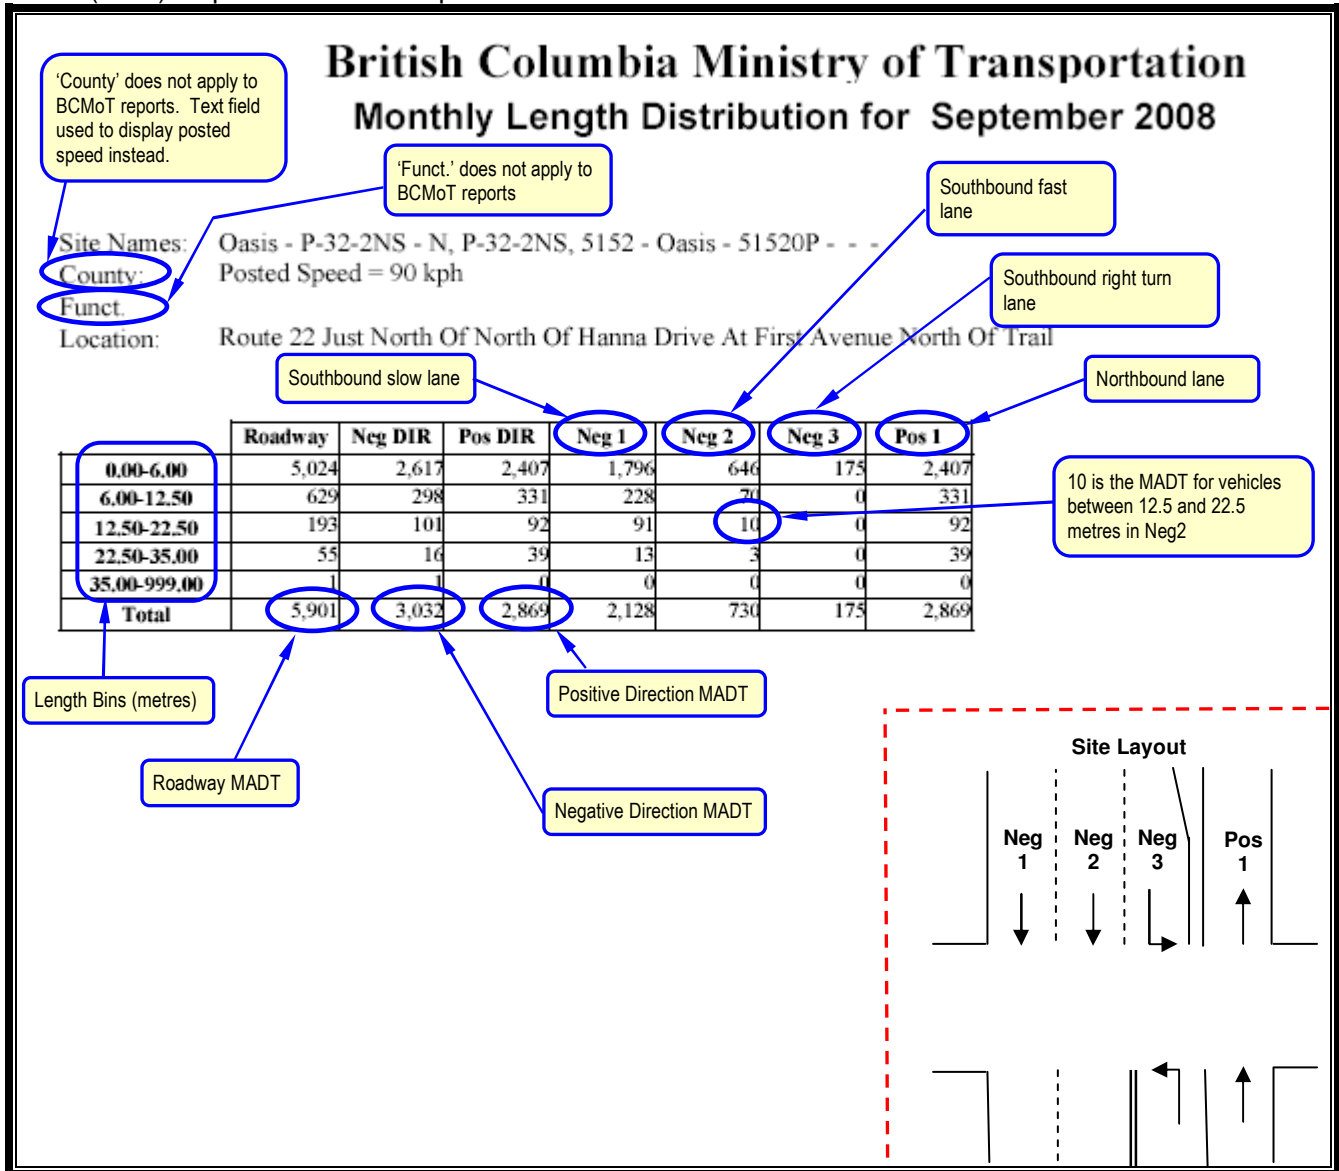 British Columbia Ministry of Transportation
Monthly Length Distribution for September 2008
'County' does not apply to
BCMoT reports. Text field
used to display posted
speed instead.
'Funct.' does not apply to
BCMoT reports
Southbound fast
lane
Site Names: Oasis - P-32-2NS - N, P-32-2NS, 5152 - Oasis - 51520P - - -
County: Posted Speed = 90 kph
Funct.
Location: Route 22 Just North Of North Of Hanna Drive At First Avenue North Of Trail
Southbound right turn
lane
Southbound slow lane
Northbound lane
Roadway Neg DIR Pos DIR Neg 1 Neg 2 Neg 3 Pos 1
0.00-6.00 5,024 2,617 2,407 1,796 646 175 2,407
6.00-12.50 629 298 331 228 70 0 331
12.50-22.50 193 101 92 91 10 0 92
22.50-35.00 55 16 39 13 3 0 39
35.00-999.00 1 1 0 0 0 0 0
Total 5,901 3,032 2,869 2,128 730 175 2,869
10 is the MADT for vehicles
between 12.5 and 22.5
metres in Neg2
Length Bins (metres)
Positive Direction MADT
Roadway MADT
Negative Direction MADT
Site Layout
Neg 1
Neg 2
Neg 3
Pos 1